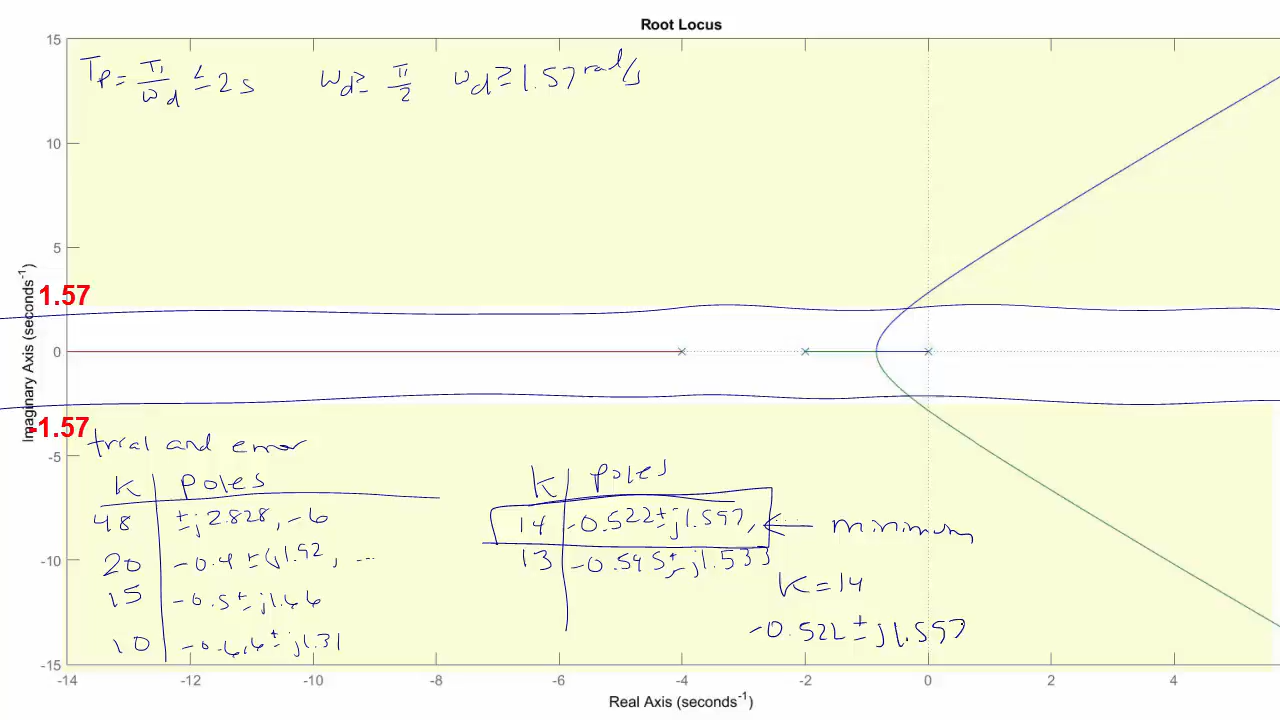 Root Locus
Tp = π/ωd ≤ 2 s    ωd ≥ π/2    ωd ≥ 1.57 rad/s
15
10
5
0
-5
-10
-15
Imaginary Axis (seconds⁻¹)
1.57
-1.57
trial and error
K | poles
48 | ±j2.828, -6
20 | -0.4 ± j1.92, ...
15 | -0.5 ± j1.66
10 | -0.66 ± j1.31
K | poles
14 | -0.522 ± j1.597, ... ← minimum
13 | -0.545 ± j1.533
K = 14
-0.522 ± j1.597
-14 -12 -10 -8 -6 -4 -2 0 2 4
Real Axis (seconds⁻¹)